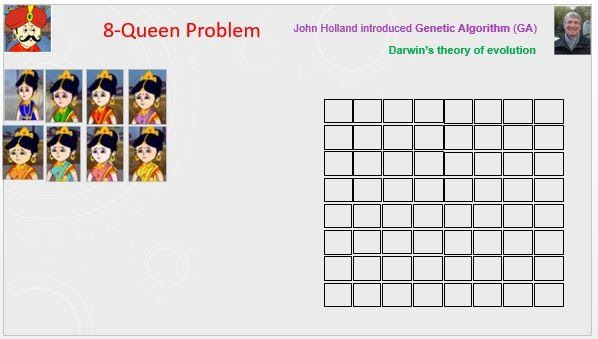 8-Queen Problem
John Holland introduced Genetic Algorithm (GA)
Darwin's theory of evolution